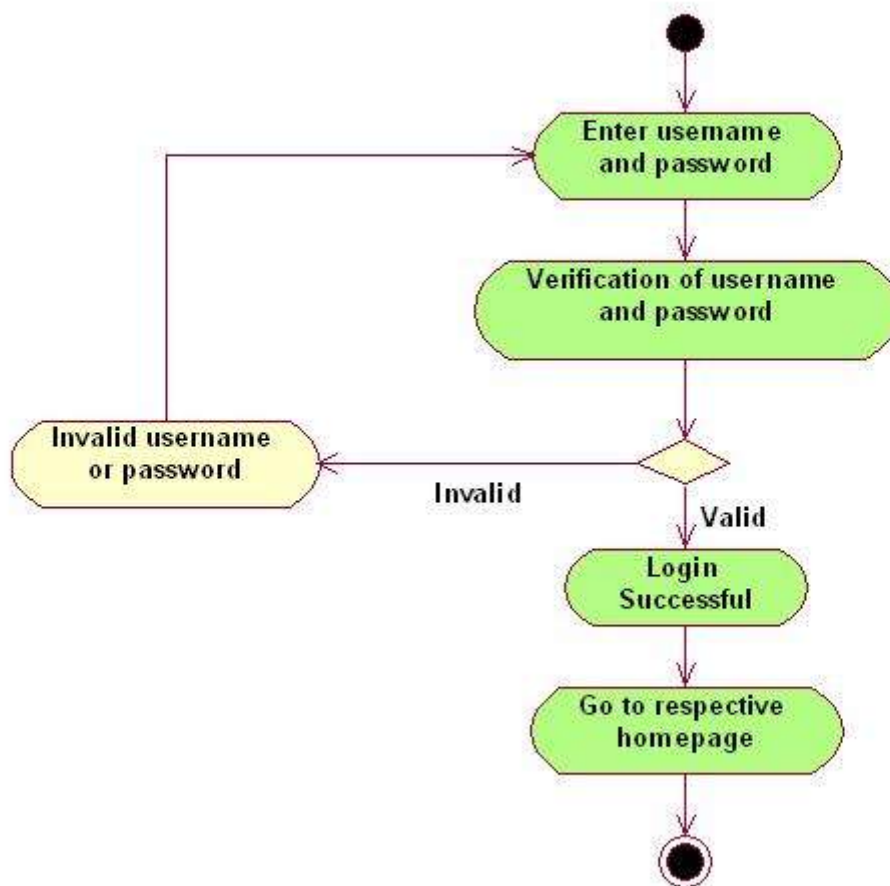 Enter username
and password
Verification of username
and password
Invalid username
or password
Invalid
Valid
Login
Successful
Go to respective
homepage